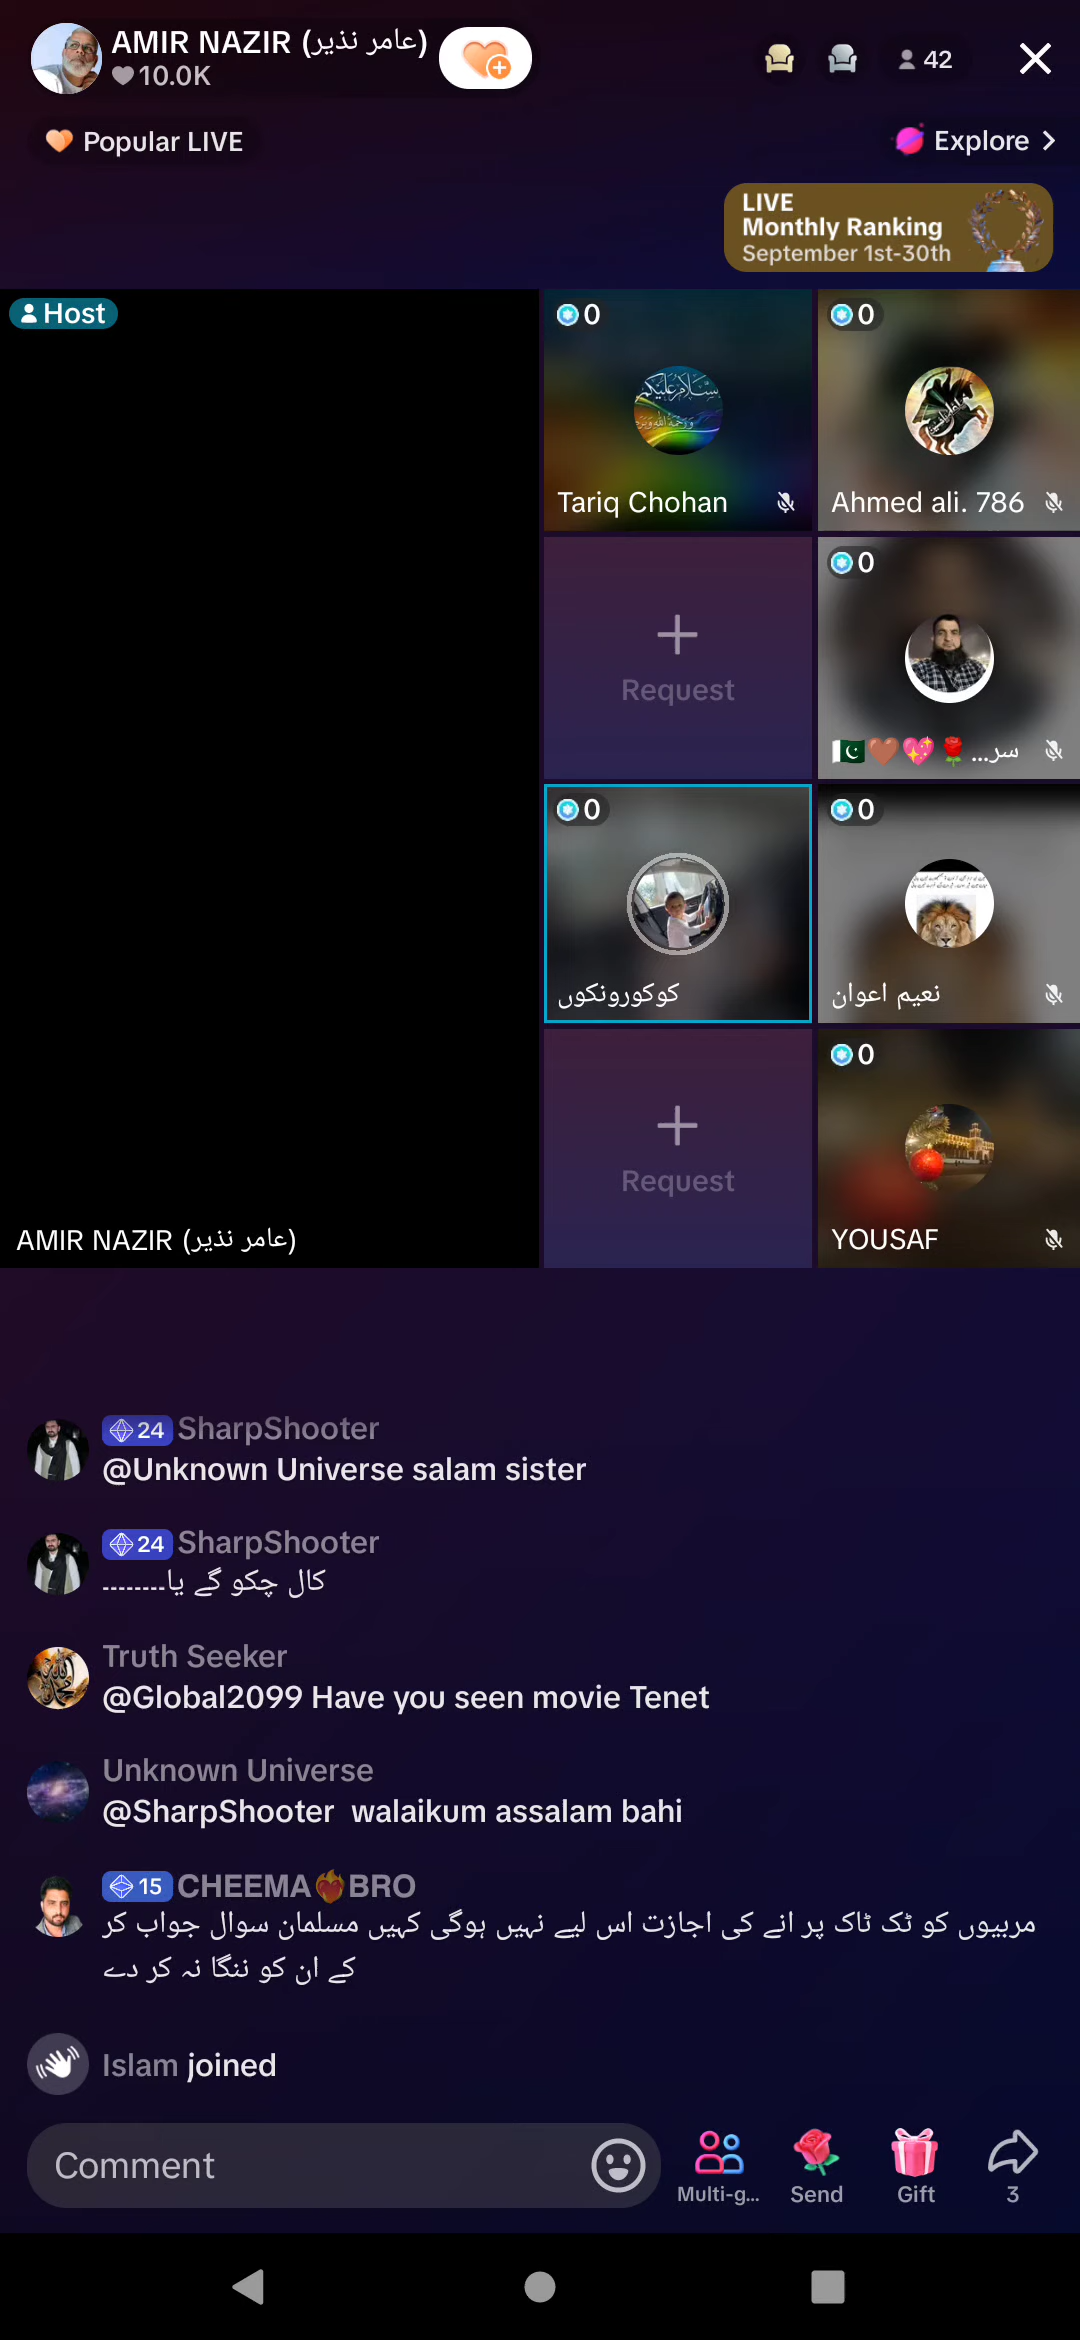 AMIR NAZIR (عامر نذیر)
10.0K
42
Popular LIVE
Explore
LIVE
Monthly Ranking
September 1st-30th
Host
0
0
Tariq Chohan
Ahmed ali. 786
0
Request
سر...
0
0
کوکورونکوں
نعیم اعوان
0
Request
AMIR NAZIR (عامر نذیر)
YOUSAF
24 SharpShooter
@Unknown Universe salam sister
24 SharpShooter
کال چکو گے یا--------
Truth Seeker
@Global2099 Have you seen movie Tenet
Unknown Universe
@SharpShooter walaikum assalam bahi
15 CHEEMA❤️‍🔥BRO
مربیوں کو ٹک ٹاک پر انے کی اجازت اس لیے نہیں ہوگی کہیں مسلمان سوال جواب کر
کے ان کو ننگا نہ کر دے
Islam joined
Comment
Multi-g...
Send
Gift
3